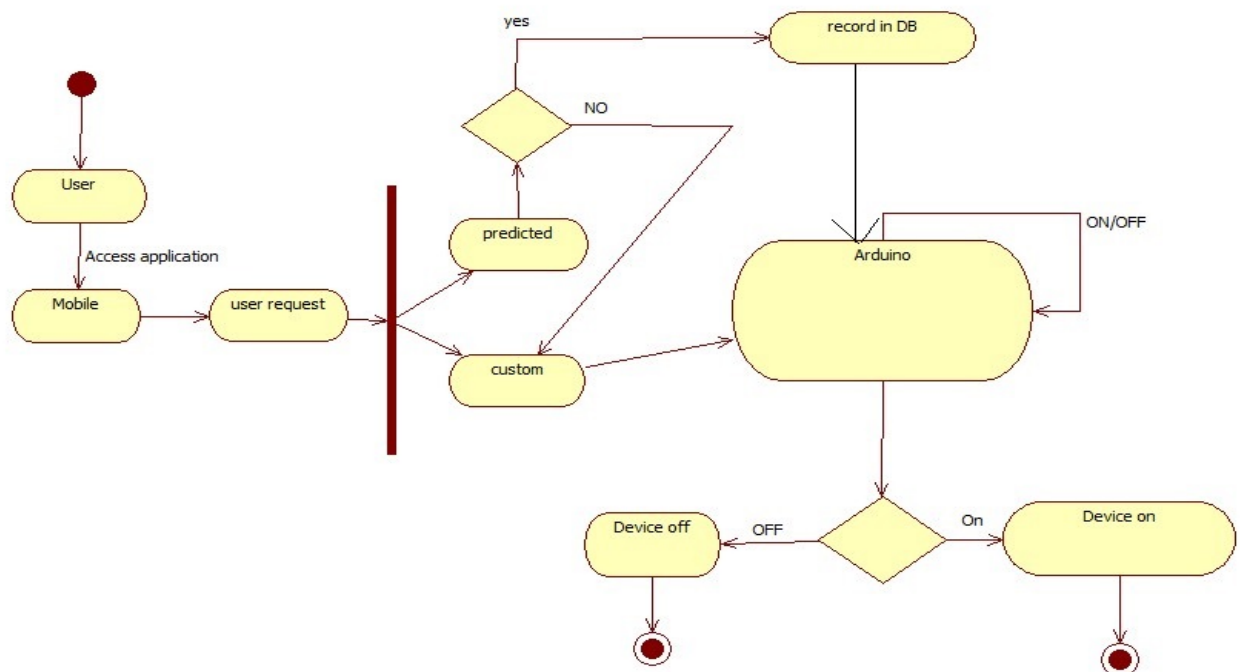 yes
record in DB
NO
User
predicted
ON/OFF
Access application
Arduino
Mobile
user request
custom
Device off
OFF
On
Device on